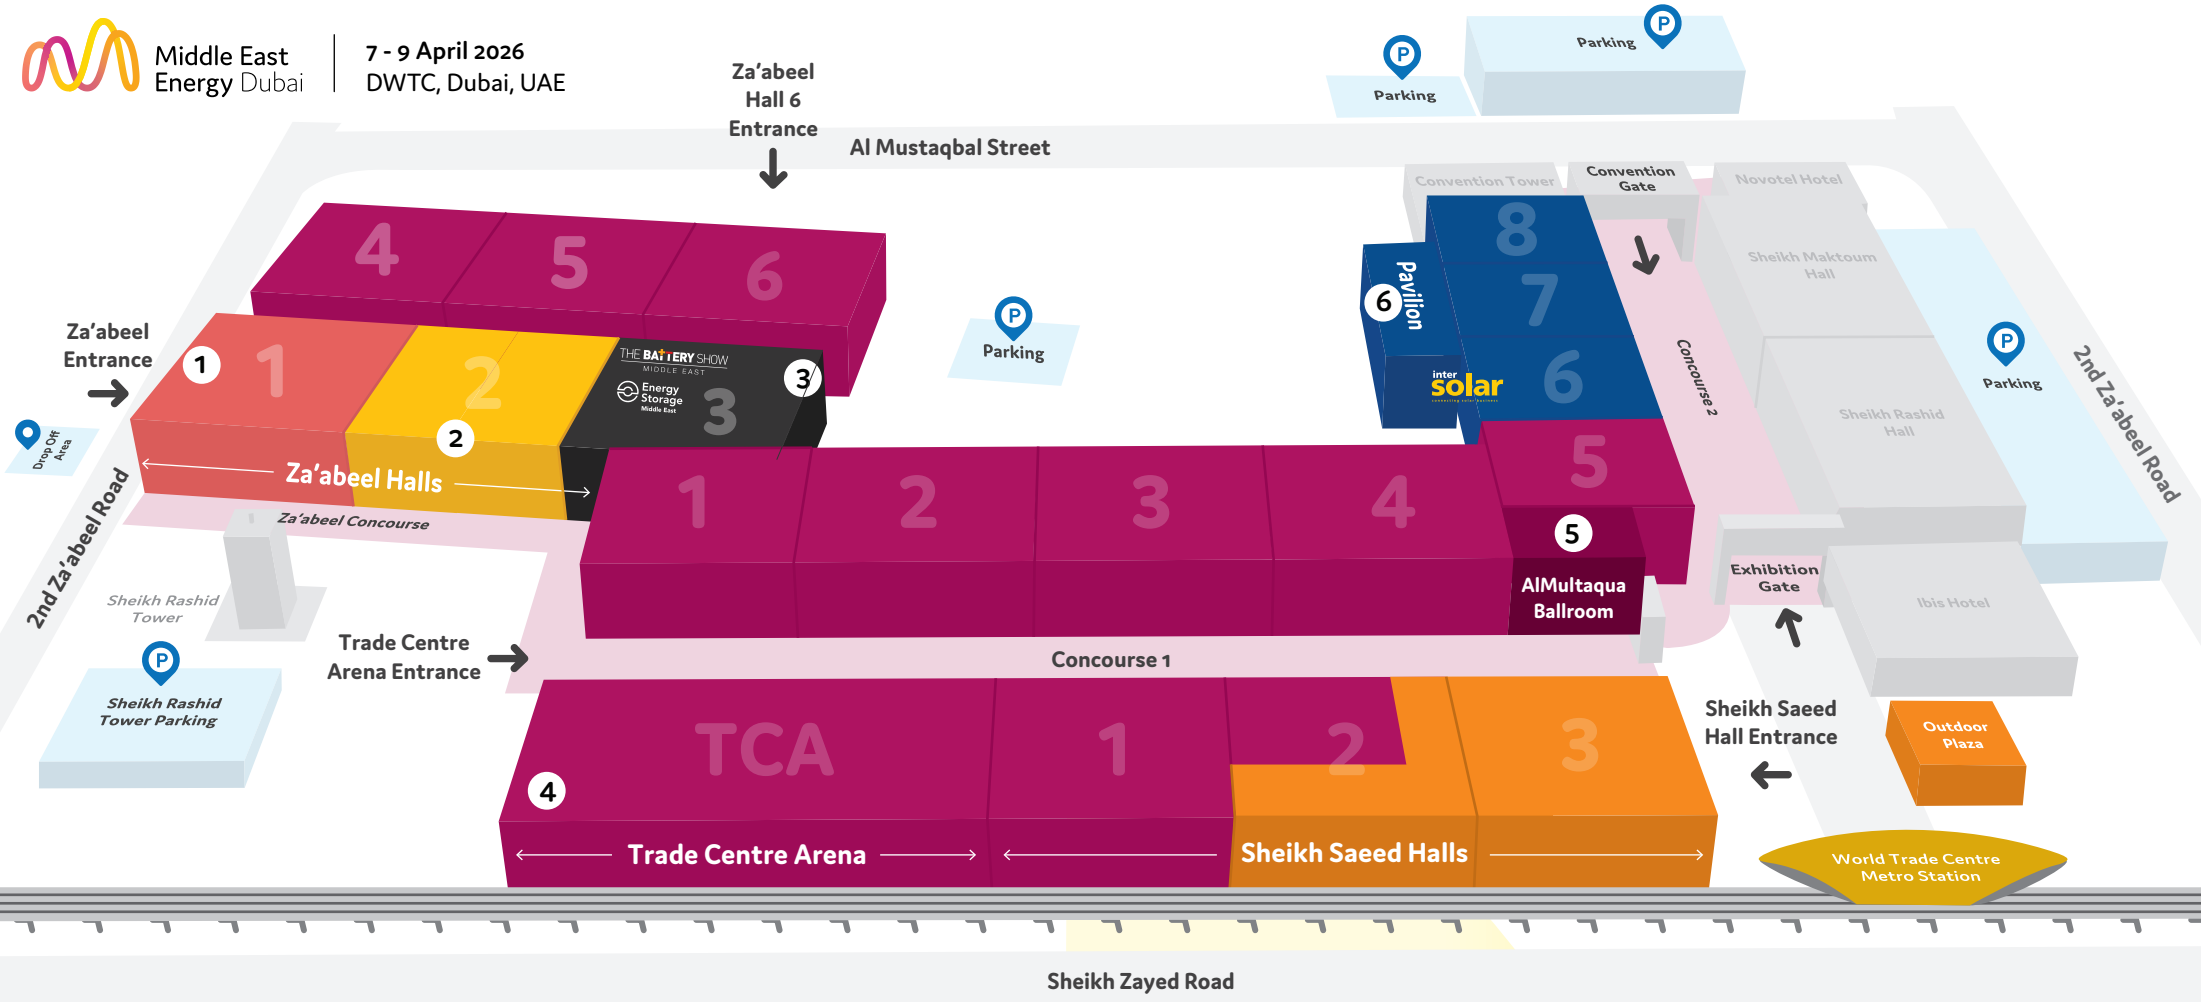 Middle East
Energy Dubai
7 - 9 April 2026
DWTC, Dubai, UAE
Za'abeel
Hall 6
Entrance
Al Mustaqbal Street
P
Parking
P
Parking
Convention Tower
Convention
Gate
Novotel Hotel
4
5
6
8
7
6
Pavilion
6
inter
solar
connecting solar business
Sheikh Maktoum
Hall
Concourse 2
Sheikh Rashid
Hall
P
Parking
2nd Za'abeel Road
P
Parking
Za'abeel
Entrance
1
1
2
2
THE BATTERY SHOW
MIDDLE EAST
Energy
Storage
Middle East
3
3
Drop Off
Area
Za'abeel Halls
Za'abeel Concourse
2nd Za'abeel Road
1
2
3
4
5
5
AlMultaqua
Ballroom
Exhibition
Gate
Ibis Hotel
Sheikh Rashid
Tower
P
Sheikh Rashid
Tower Parking
Trade Centre
Arena Entrance
Concourse 1
TCA
4
1
2
3
Trade Centre Arena
Sheikh Saeed Halls
Sheikh Saeed
Hall Entrance
Outdoor
Plaza
World Trade Centre
Metro Station
Sheikh Zayed Road